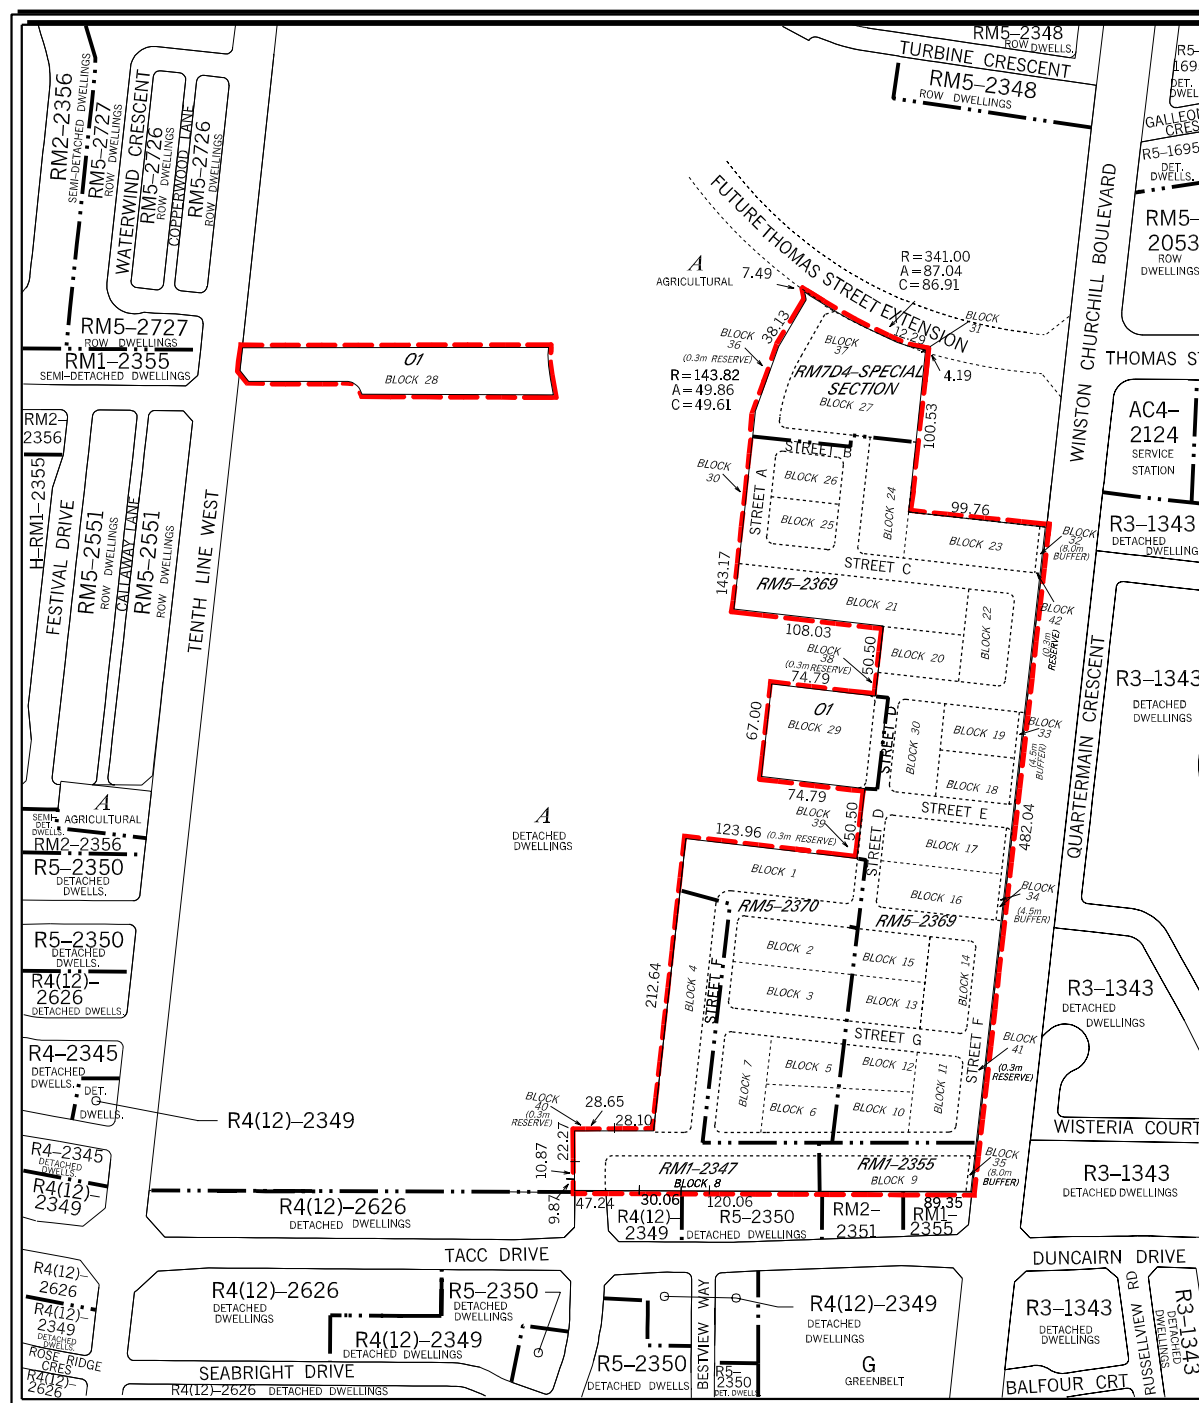 RM5–2348
ROW DWELLS.
TURBINE CRESCENT
RM5–2348
ROW DWELLINGS
RM2–2356
SEMI–DETACHED DWELLINGS
RM5–2727
ROW DWELLINGS
WATERWIND CRESCENT
RM5–2726
ROW DWELLINGS
COPPERWOOD LANE
RM5–2726
ROW DWELLINGS
R5–1695
DET.
DWELLS.
RM5–
2053
ROW
DWELLINGS
WINSTON CHURCHILL BOULEVARD
FUTURE THOMAS STREET EXTENSION
A
AGRICULTURAL
7.49
R=341.00
A=87.04
C=86.91
12.29
BLOCK
31
38.13
BLOCK
36
(0.3m RESERVE)
R=143.82
A=49.86
C=49.61
BLOCK
37
RM7D4–SPECIAL
SECTION
BLOCK 27
4.19
100.53
RM5–2727
ROW DWELLINGS
RM1–2355
SEMI–DETACHED DWELLINGS
01
BLOCK 28
THOMAS S
AC4–
2124
SERVICE
STATION
RM2–
2356
H–RM1–2355
FESTIVAL DRIVE
RM5–2551
ROW DWELLINGS
CALLAWAY LANE
RM5–2551
ROW DWELLINGS
TENTH LINE WEST
STREET B
BLOCK
30
STREET A
BLOCK 26
BLOCK 25
BLOCK 24
99.76
BLOCK 23
BLOCK
32
(8.0m
BUFFER)
R3–1343
DETACHED
DWELLING
143.17
STREET C
RM5–2369
BLOCK 21
BLOCK 22
BLOCK
42
(0.3m
RESERVE)
108.03
BLOCK
38
(0.3m RESERVE)
50.50
BLOCK 20
74.79
R3–1343
DETACHED
DWELLINGS
QUARTERMAIN CRESCENT
67.00
01
BLOCK 29
STREET D
BLOCK 30
BLOCK 19
BLOCK
33
(4.5m
BUFFER)
BLOCK 18
74.79
BLOCK
39
(0.3m RESERVE)
50.50
STREET D
STREET E
482.04
A
AGRICULTURAL
SEMI–
DET.
DWELLS.
RM2–2356
R5–2350
DETACHED
DWELLS.
A
DETACHED
DWELLINGS
123.96
BLOCK 1
BLOCK 17
BLOCK 16
BLOCK
34
(4.5m
BUFFER)
RM5–2370
RM5–2369
R5–2350
DETACHED
DWELLS.
R4(12)–
2626
DETACHED DWELLS.
212.64
BLOCK 4
STREET F
BLOCK 2
BLOCK 3
BLOCK 15
BLOCK 13
BLOCK 14
R3–1343
DETACHED
DWELLINGS
STREET G
STREET F
BLOCK
41
(0.3m
RESERVE)
R4–2345
DETACHED
DWELLS.
DET.
DWELLS.
R4(12)–2349
BLOCK 7
BLOCK 5
BLOCK 6
BLOCK 12
BLOCK 10
BLOCK 11
BLOCK
40
(0.3m
RESERVE)
28.65
28.10
WISTERIA COURT
R4–2345
DETACHED
DWELLS.
R4(12)–
2349
22.27
10.87
9.87
RM1–2347
BLOCK 8
RM1–2355
BLOCK 9
BLOCK
35
(8.0m
BUFFER)
R3–1343
DETACHED DWELLINGS
R4(12)–2626
DETACHED DWELLINGS
47.24
30.06
120.06
89.35
R4(12)–
2349
R5–2350
DETACHED DWELLINGS
RM2–
2351
RM1–
2355
TACC DRIVE
DUNCAIRN DRIVE
R4(12)–
2626
R4(12)–
2349
DETACHED
DWELLS.
ROSE RIDGE
CRES
R4(12)–
2626
R4(12)–2626
DETACHED
DWELLINGS
R5–2350
DETACHED
DWELLINGS
R4(12)–2349
DETACHED DWELLINGS
SEABRIGHT DRIVE
R4(12)–2626 DETACHED DWELLINGS
R5–2350
DETACHED DWELLS
BESTVIEW WAY
R5–
2350
DET. DWELLS
R4(12)–2349
DETACHED
DWELLINGS
G
GREENBELT
R3–1343
DETACHED
DWELLINGS
BALFOUR CRT
RUSSELVIEW RD
R3–1343
DETACHED
DWELLINGS